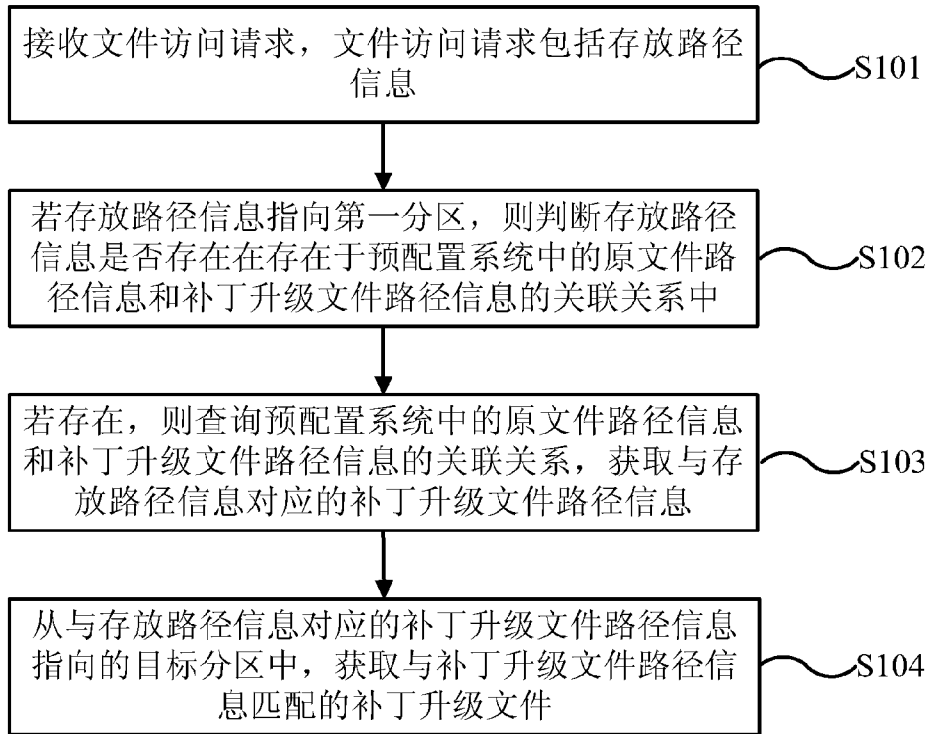 接收文件访问请求，文件访问请求包括存放路径
信息
S101
若存放路径信息指向第一分区，则判断存放路径
信息是否存在在存在于预配置系统中的原文件路
径信息和补丁升级文件路径信息的关联关系中
S102
若存在，则查询预配置系统中的原文件路径信息
和补丁升级文件路径信息的关联关系，获取与存
放路径信息对应的补丁升级文件路径信息
S103
从与存放路径信息对应的补丁升级文件路径信息
指向的目标分区中，获取与补丁升级文件路径信
息匹配的补丁升级文件
S104